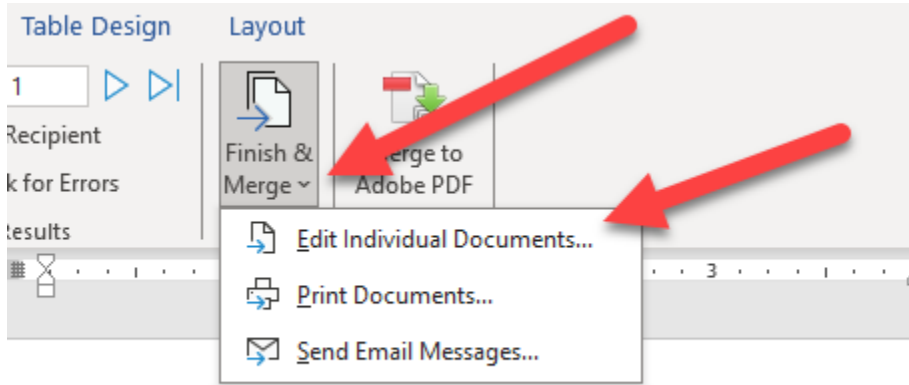 Table Design Layout
1
Recipient
k for Errors
Results
Finish &
Merge
erge to
Adobe PDF
Edit Individual Documents...
3
Print Documents...
Send Email Messages...